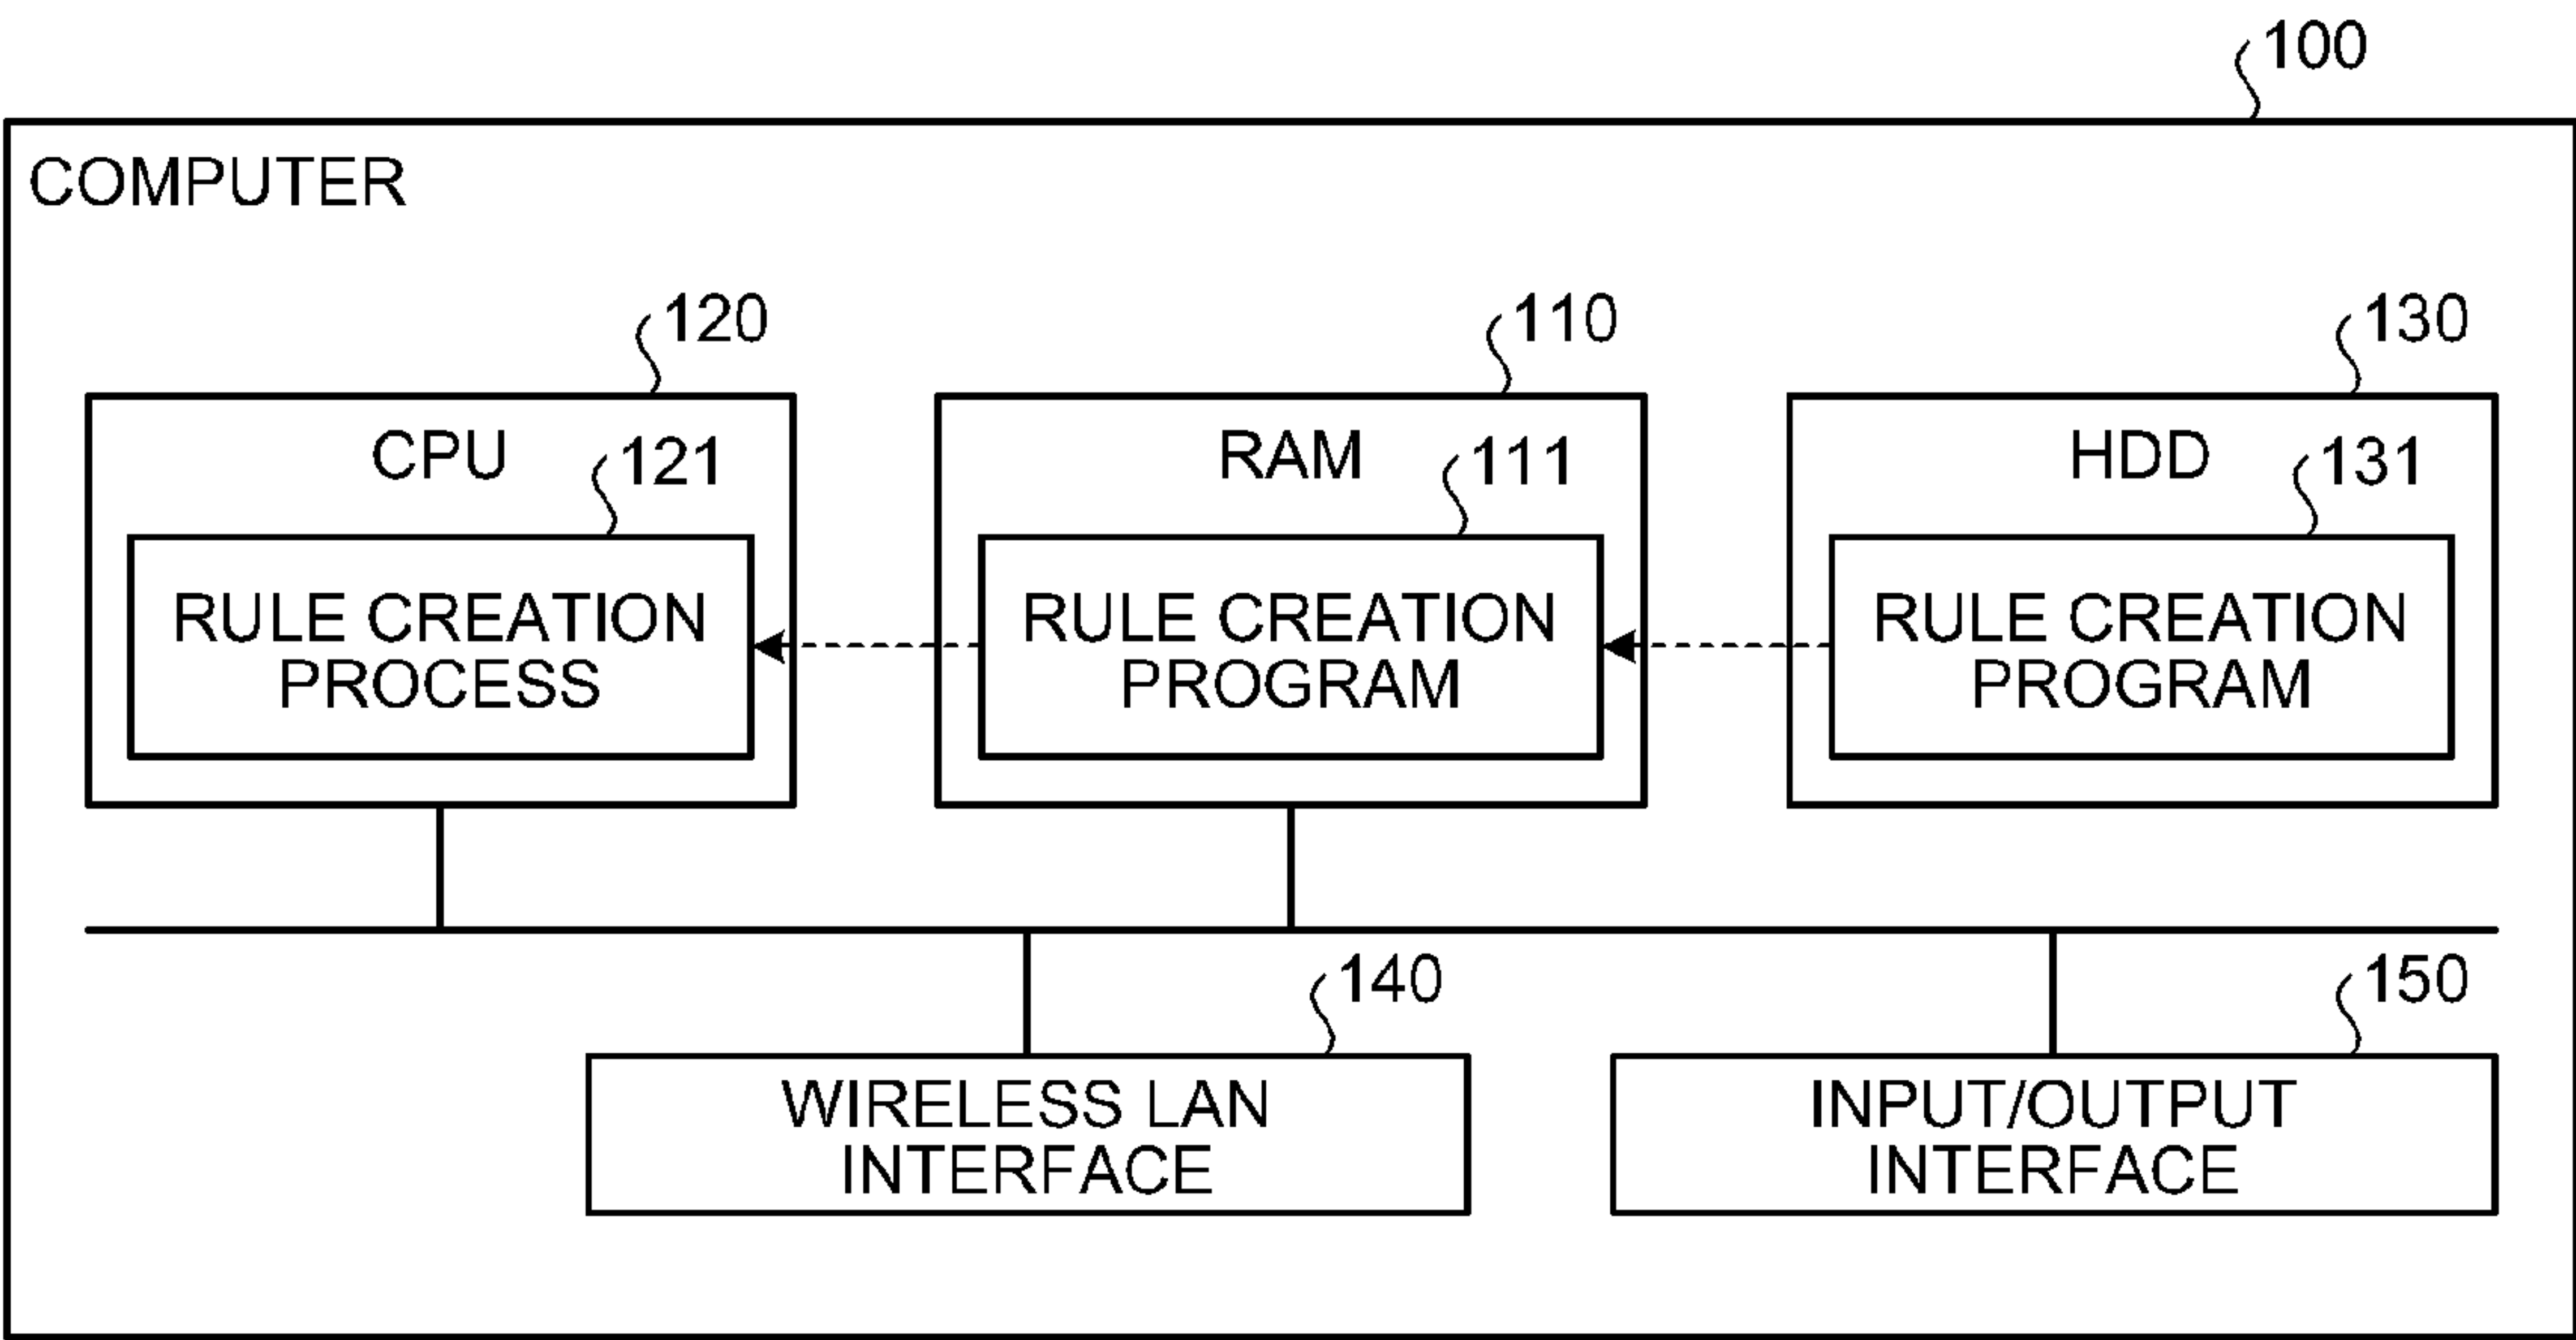 100
COMPUTER
120
110
130
CPU
121
RAM
111
HDD
131
RULE CREATION
PROCESS
RULE CREATION
PROGRAM
RULE CREATION
PROGRAM
140
150
WIRELESS LAN
INTERFACE
INPUT/OUTPUT
INTERFACE